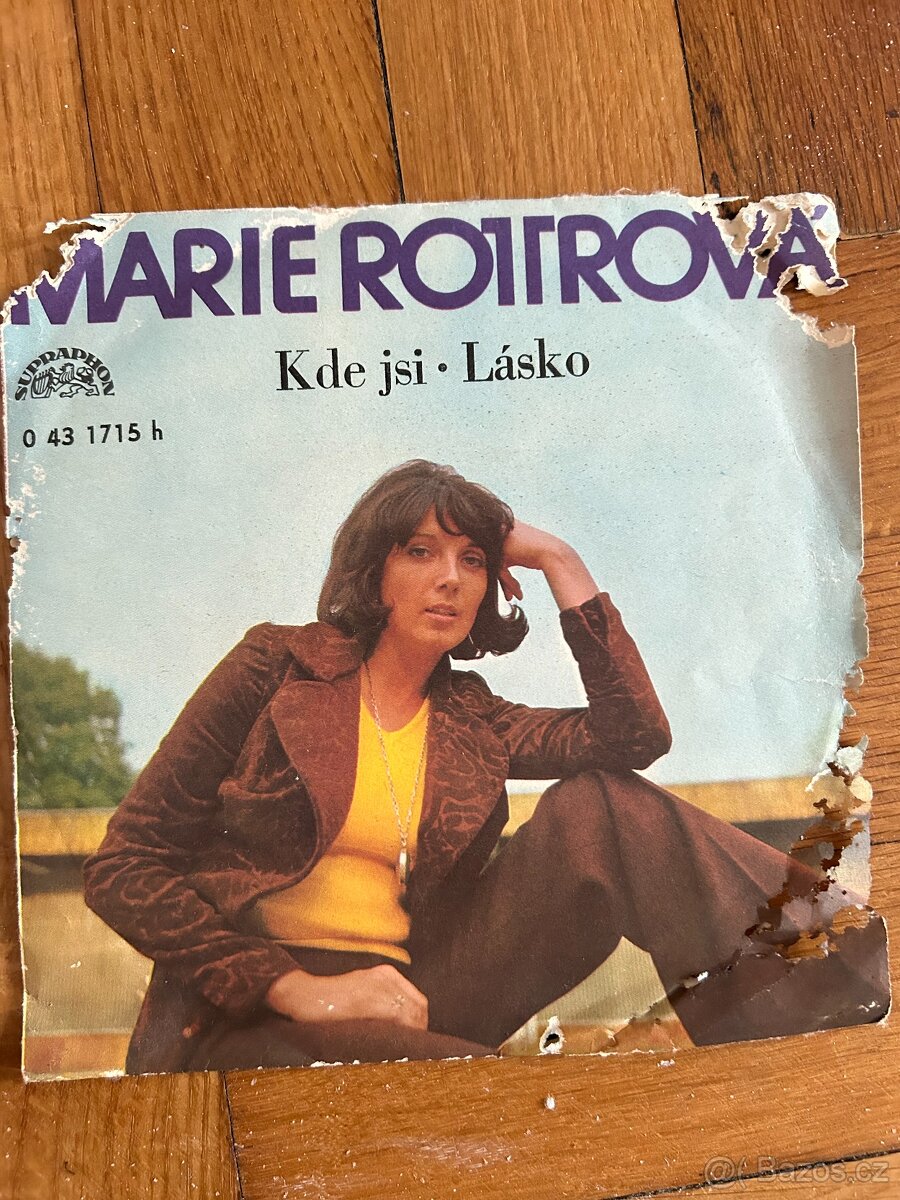 MARIE ROTTROVÁ
Kde jsi • Lásko
SUPRAPHON
0 43 1715 h
@ Bazos.cz